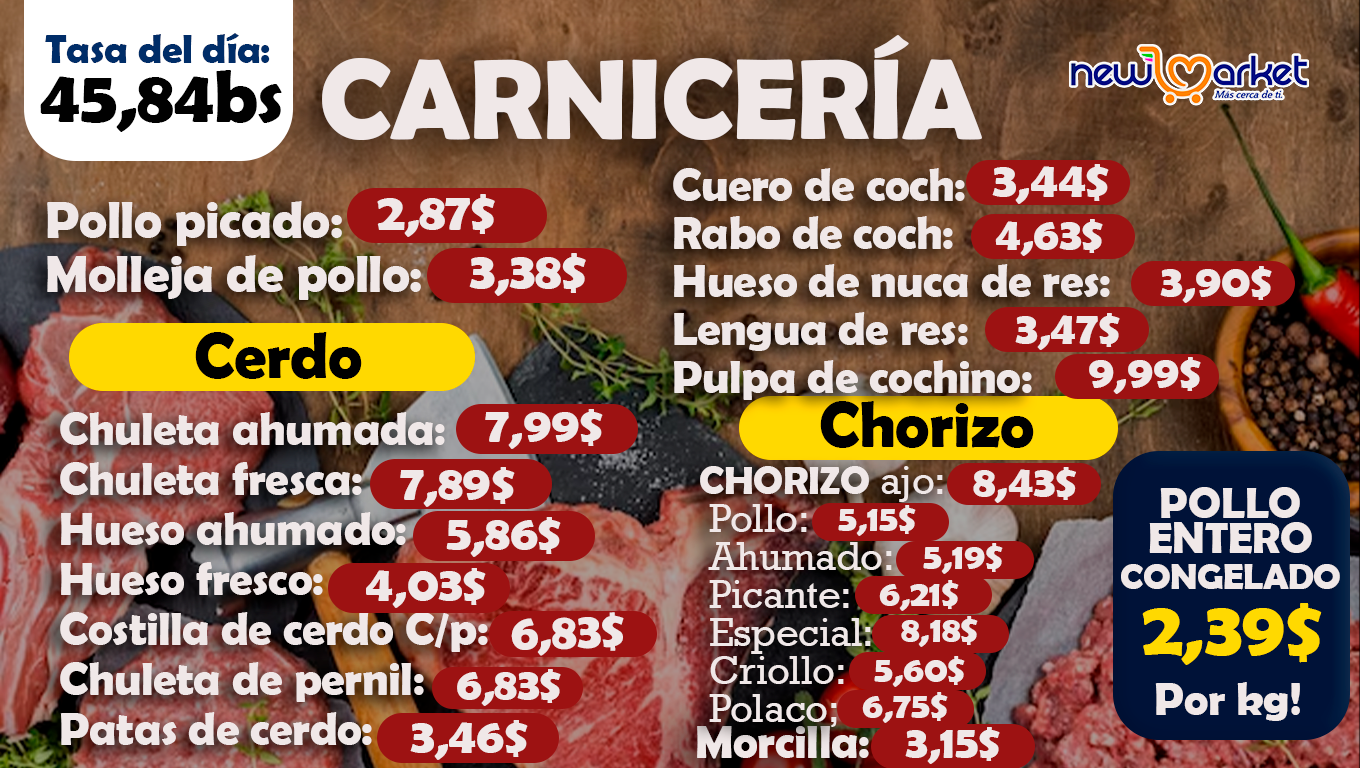 Tasa del día:
45,84bs
CARNICERÍA
new market
Más cerca de ti.
Pollo picado: 2,87$
Molleja de pollo: 3,38$
Cerdo
Chuleta ahumada: 7,99$
Chuleta fresca: 7,89$
Hueso ahumado: 5,86$
Hueso fresco: 4,03$
Costilla de cerdo C/p: 6,83$
Chuleta de pernil: 6,83$
Patas de cerdo: 3,46$
Cuero de coch: 3,44$
Rabo de coch: 4,63$
Hueso de nuca de res: 3,90$
Lengua de res: 3,47$
Pulpa de cochino: 9,99$
Chorizo
CHORIZO ajo: 8,43$
Pollo: 5,15$
Ahumado: 5,19$
Picante: 6,21$
Especial: 8,18$
Criollo: 5,60$
Polaco; 6,75$
Morcilla: 3,15$
POLLO
ENTERO
CONGELADO
2,39$
Por kg!